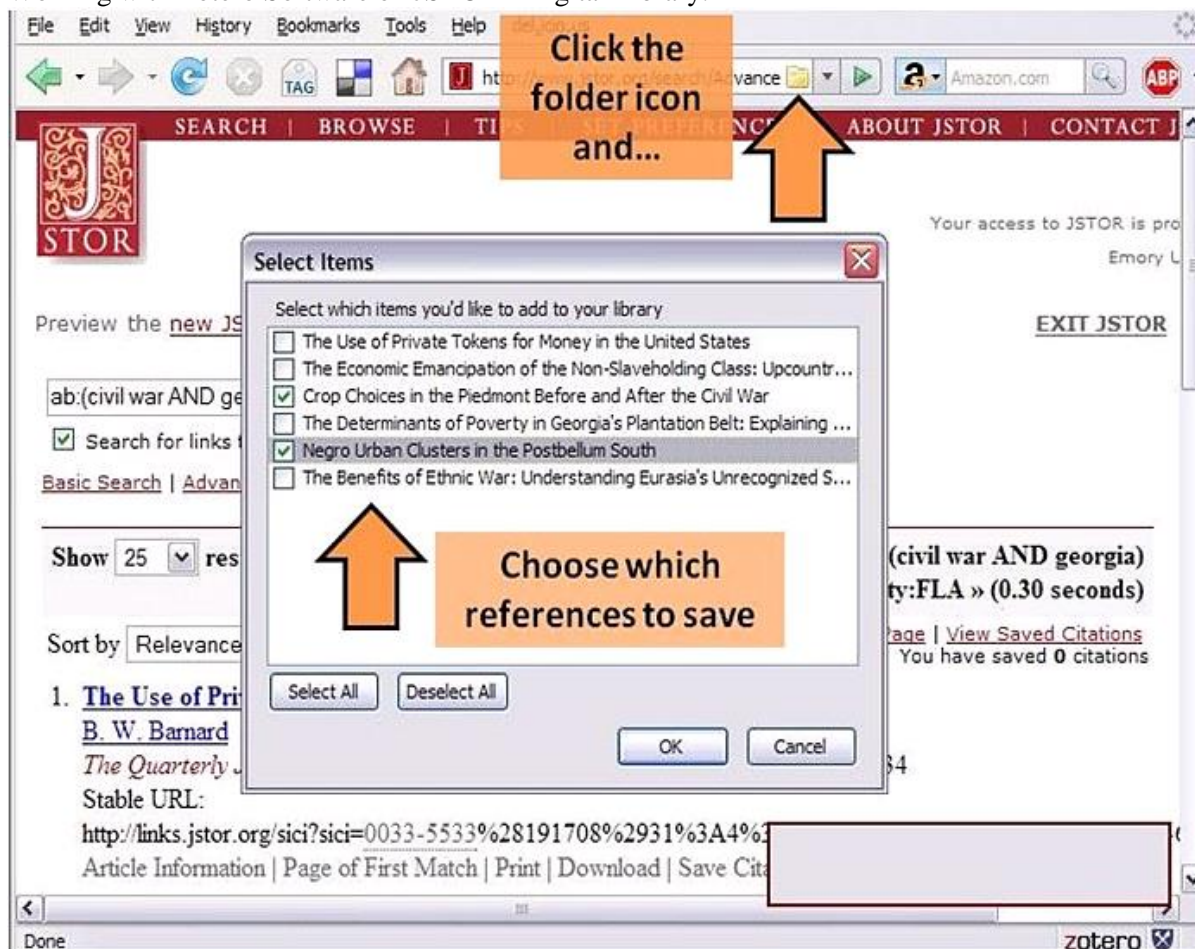 File Edit View History Bookmarks Tools Help
Click the
folder icon
and...
TAG
Amazon.com
ABP
SEARCH | BROWSE | ABOUT JSTOR | CONTACT J
J
STOR
Your access to JSTOR is pro
Emory U
Preview the new JS
EXIT JSTOR
Select Items
Select which items you'd like to add to your library
The Use of Private Tokens for Money in the United States
The Economic Emancipation of the Non-Slaveholding Class: Upcountr...
Crop Choices in the Piedmont Before and After the Civil War
The Determinants of Poverty in Georgia's Plantation Belt: Explaining ...
Negro Urban Clusters in the Postbellum South
The Benefits of Ethnic War: Understanding Eurasia's Unrecognized S...
Choose which
references to save
Select All Deselect All
OK Cancel
ab:(civil war AND ge
Search for links
Basic Search | Advan
Show 25 res
(civil war AND georgia)
ty:FLA » (0.30 seconds)
Sort by Relevance
Page | View Saved Citations
You have saved 0 citations
1. The Use of Pri
B. W. Barnard
The Quarterly J
34
Stable URL:
http://links.jstor.org/sici?sici=0033-5533%28191708%2931%3A4%
Article Information | Page of First Match | Print | Download | Save Cita
Done
zotero